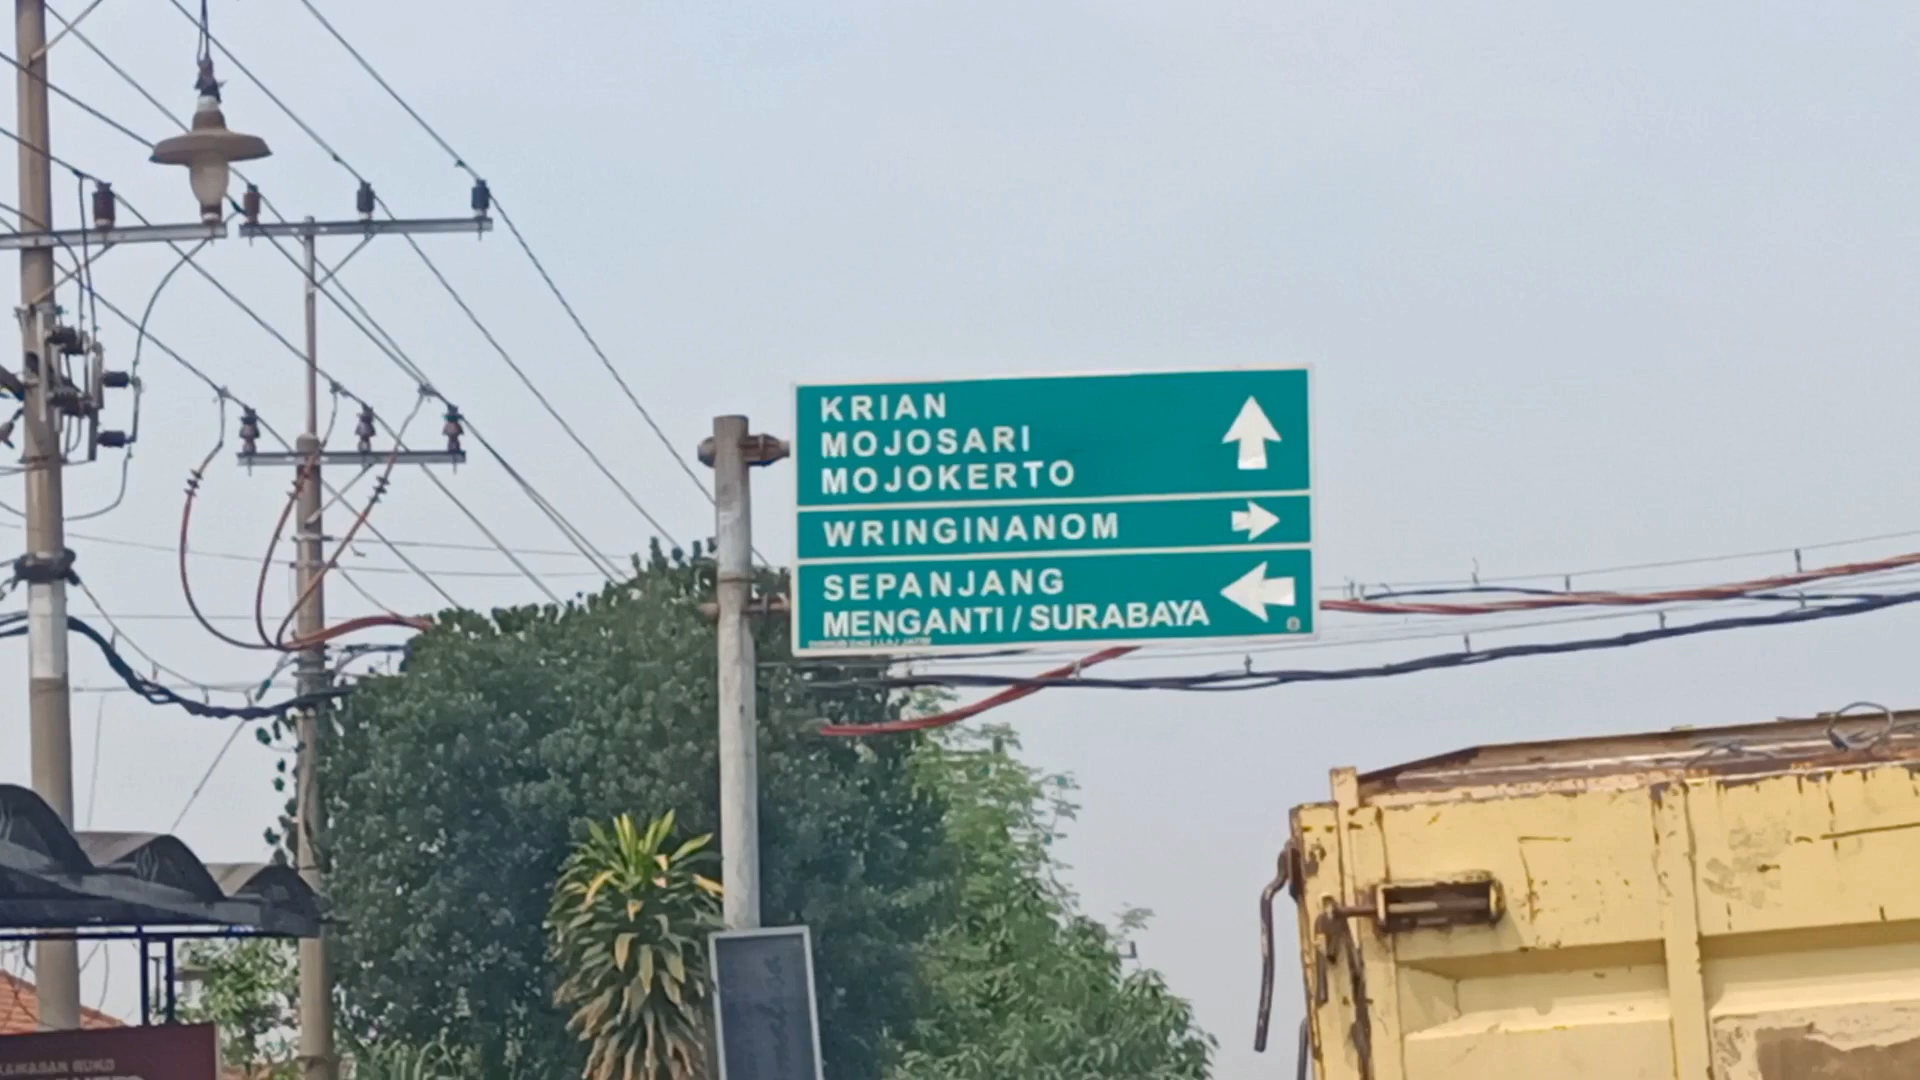 KRIAN
MOJOSARI
MOJOKERTO
WRINGINANOM
SEPANJANG
MENGANTI / SURABAYA